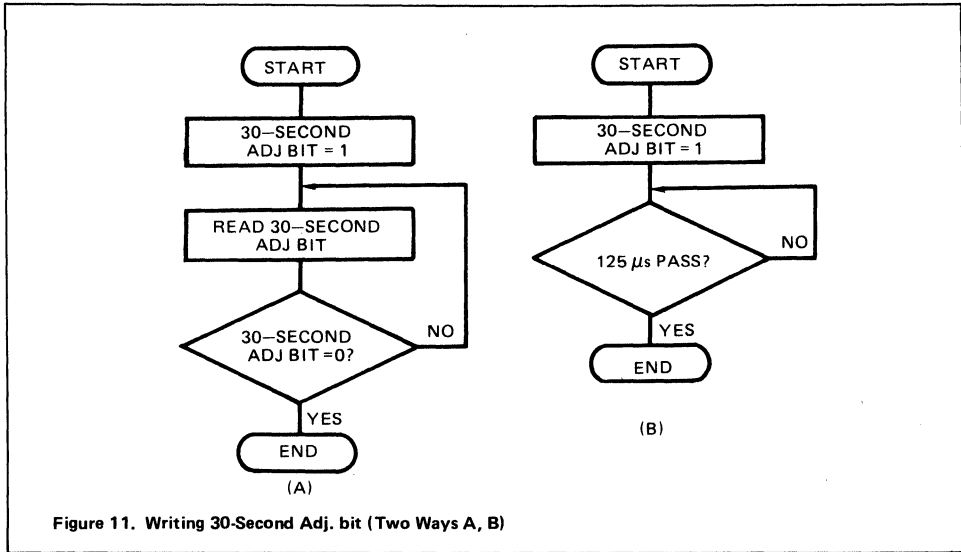 START
30–SECOND
ADJ BIT = 1
READ 30–SECOND
ADJ BIT
30–SECOND
ADJ BIT =0?
NO
YES
END
(A)
START
30–SECOND
ADJ BIT = 1
125 μs PASS?
NO
YES
END
(B)
Figure 11. Writing 30-Second Adj. bit (Two Ways A, B)